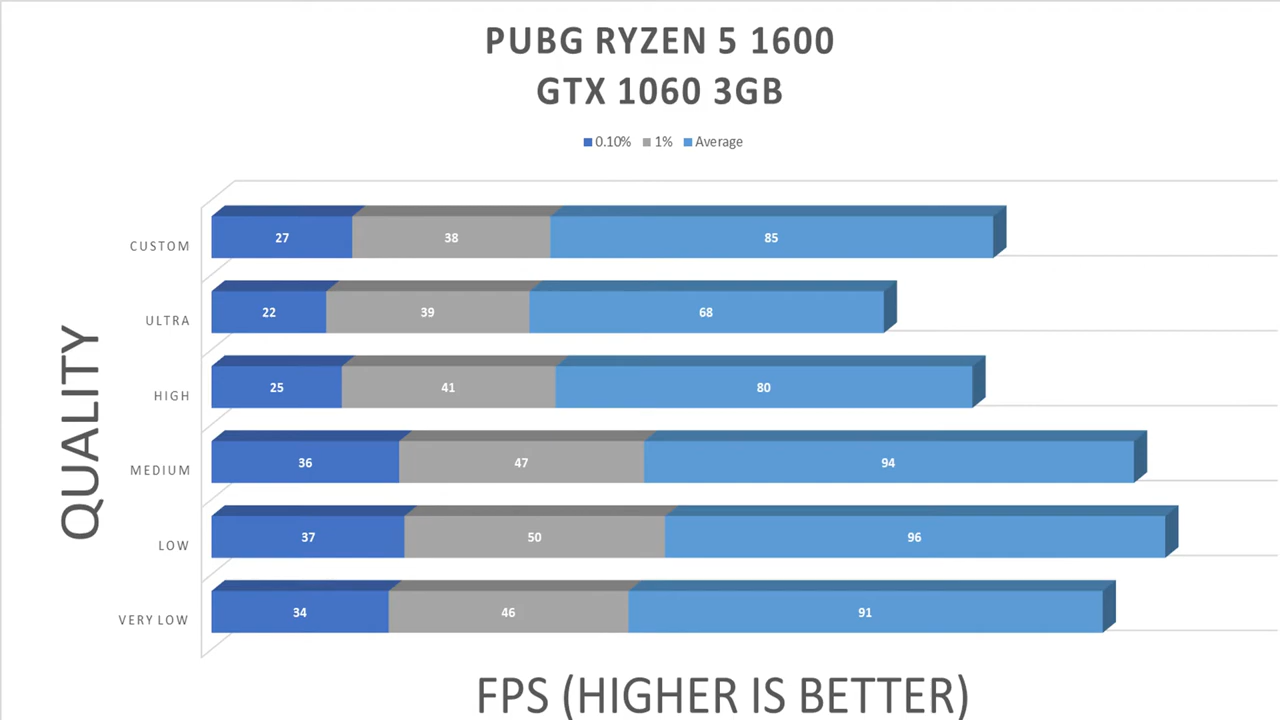 PUBG RYZEN 5 1600
GTX 1060 3GB
0.10% 1% Average
CUSTOM 27 38 85
ULTRA 22 39 68
HIGH 25 41 80
MEDIUM 36 47 94
LOW 37 50 96
VERY LOW 34 46 91
QUALITY
FPS (HIGHER IS BETTER)